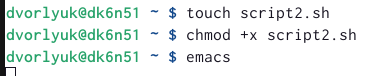 dvorlyuk@dk6n51 ~ $ touch script2.sh
dvorlyuk@dk6n51 ~ $ chmod +x script2.sh
dvorlyuk@dk6n51 ~ $ emacs